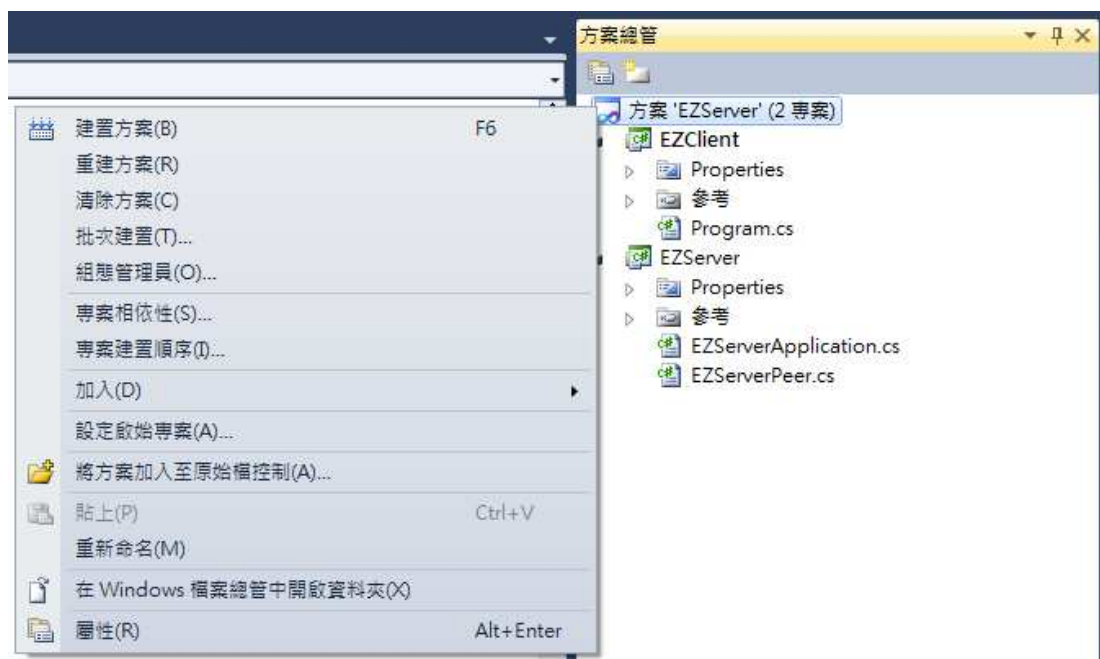 方案總管
方案 'EZServer' (2 專案)
EZClient
Properties
參考
Program.cs
EZServer
Properties
參考
EZServerApplication.cs
EZServerPeer.cs
建置方案(B) F6
重建方案(R)
清除方案(C)
批次建置(T)...
組態管理員(O)...
專案相依性(S)...
專案建置順序(I)...
加入(D)
設定啟始專案(A)...
將方案加入至原始檔控制(A)...
貼上(P) Ctrl+V
重新命名(M)
在 Windows 檔案總管中開啟資料夾(X)
屬性(R) Alt+Enter